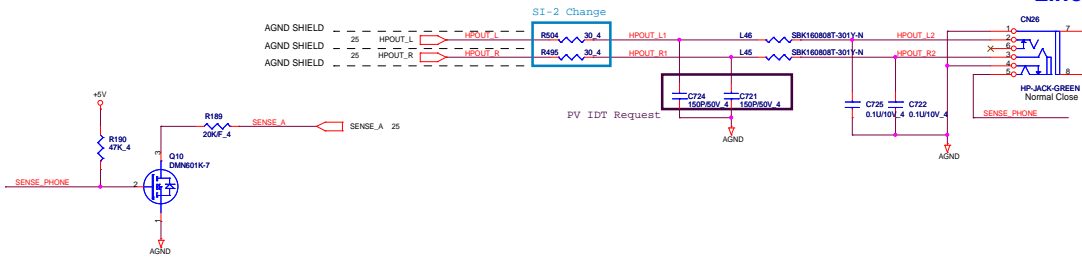 SI-2 Change
CN26
AGND SHIELD
25 HPOUT_L HPOUT_L R504 30_4 HPOUT_L1 L46 SBK160808T-301Y-N HPOUT_L2 1 7
2
AGND SHIELD
6
25 HPOUT_R HPOUT_R R495 30_4 HPOUT_R1 L45 SBK160808T-301Y-N HPOUT_R2 3
AGND SHIELD
4
5 8
HP-JACK-GREEN
Normal Close
+5V
C724
150P/50V_4
C721
150P/50V_4
C725
0.1U/10V_4
C722
0.1U/10V_4
SENSE_PHONE
PV IDT Request
AGND
AGND
R189
20K/F_4
SENSE_A
SENSE_A 25
R190
47K_4
3
Q10
DMN601K-7
SENSE_PHONE
2
1
AGND